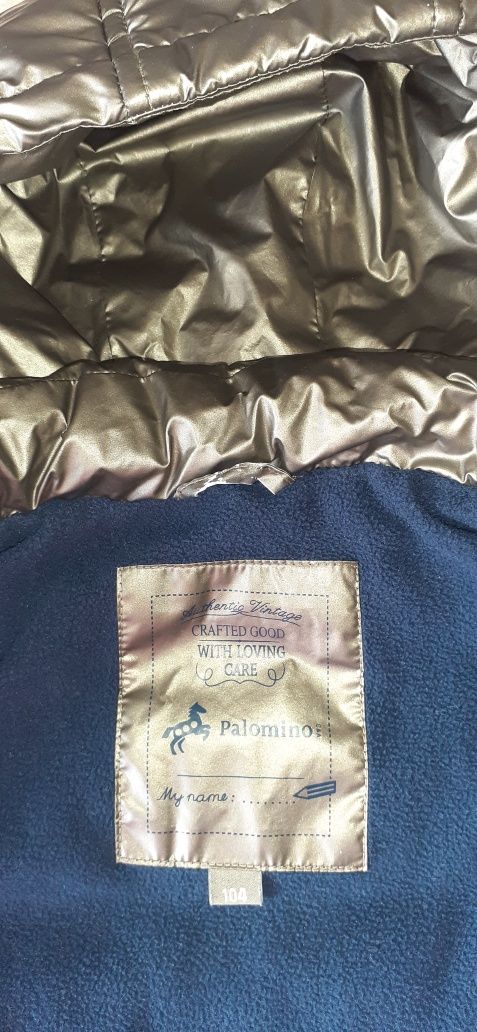 Authentic Vintage
CRAFTED GOOD
WITH LOVING
CARE
Palomino
My name: ........
104